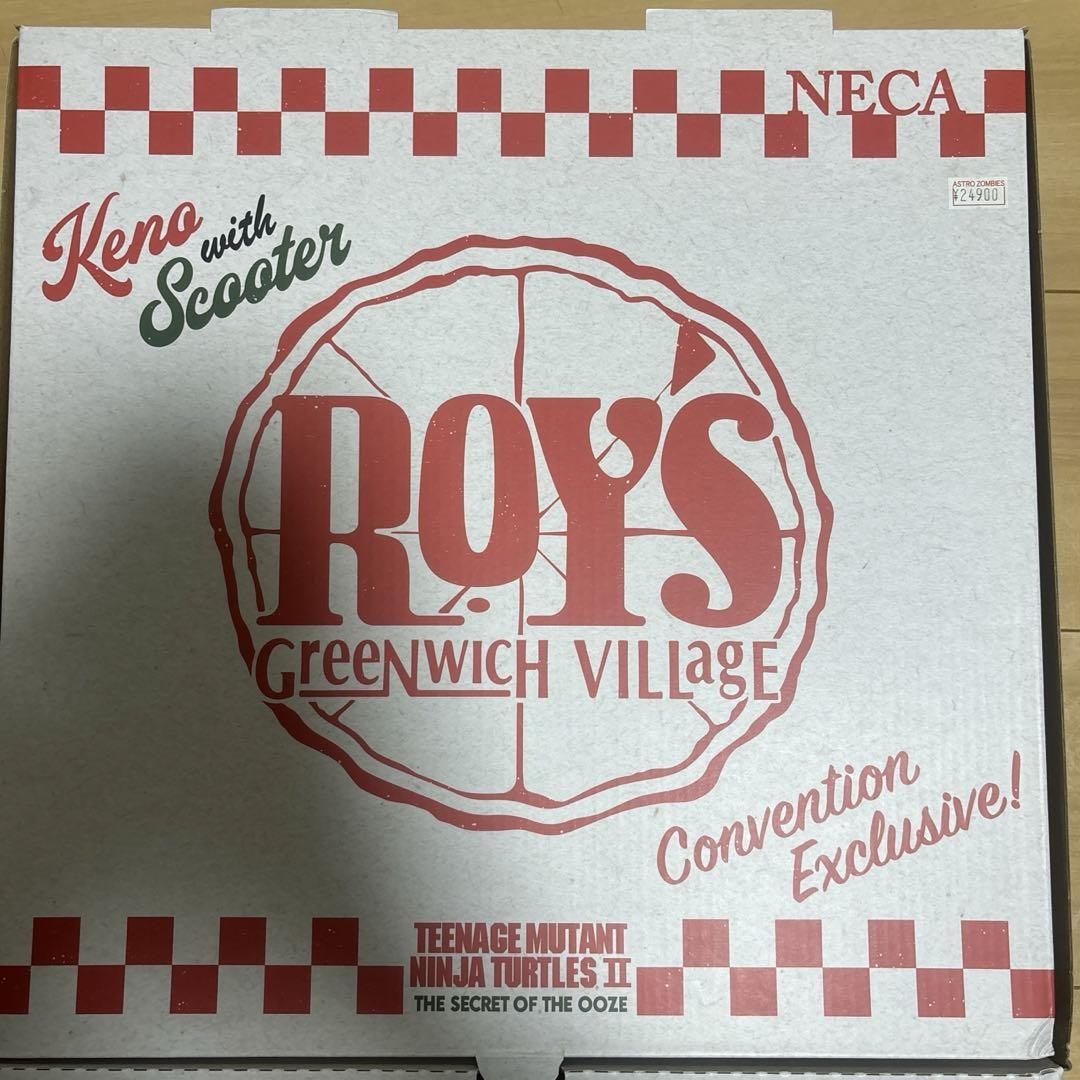 NECA
ASTRO ZOMBIES
¥24900
Keno with
Scooter
ROY'S
GreeNwicH VILLagE
Convention
Exclusive!
TEENAGE MUTANT
NINJA TURTLES II
THE SECRET OF THE OOZE